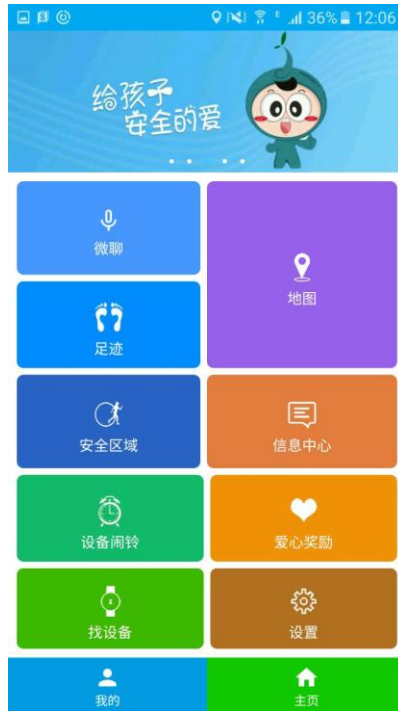 36% 12:06
给孩子
安全的爱
微聊
地图
足迹
安全区域
信息中心
设备闹铃
爱心奖励
找设备
设置
我的
主页